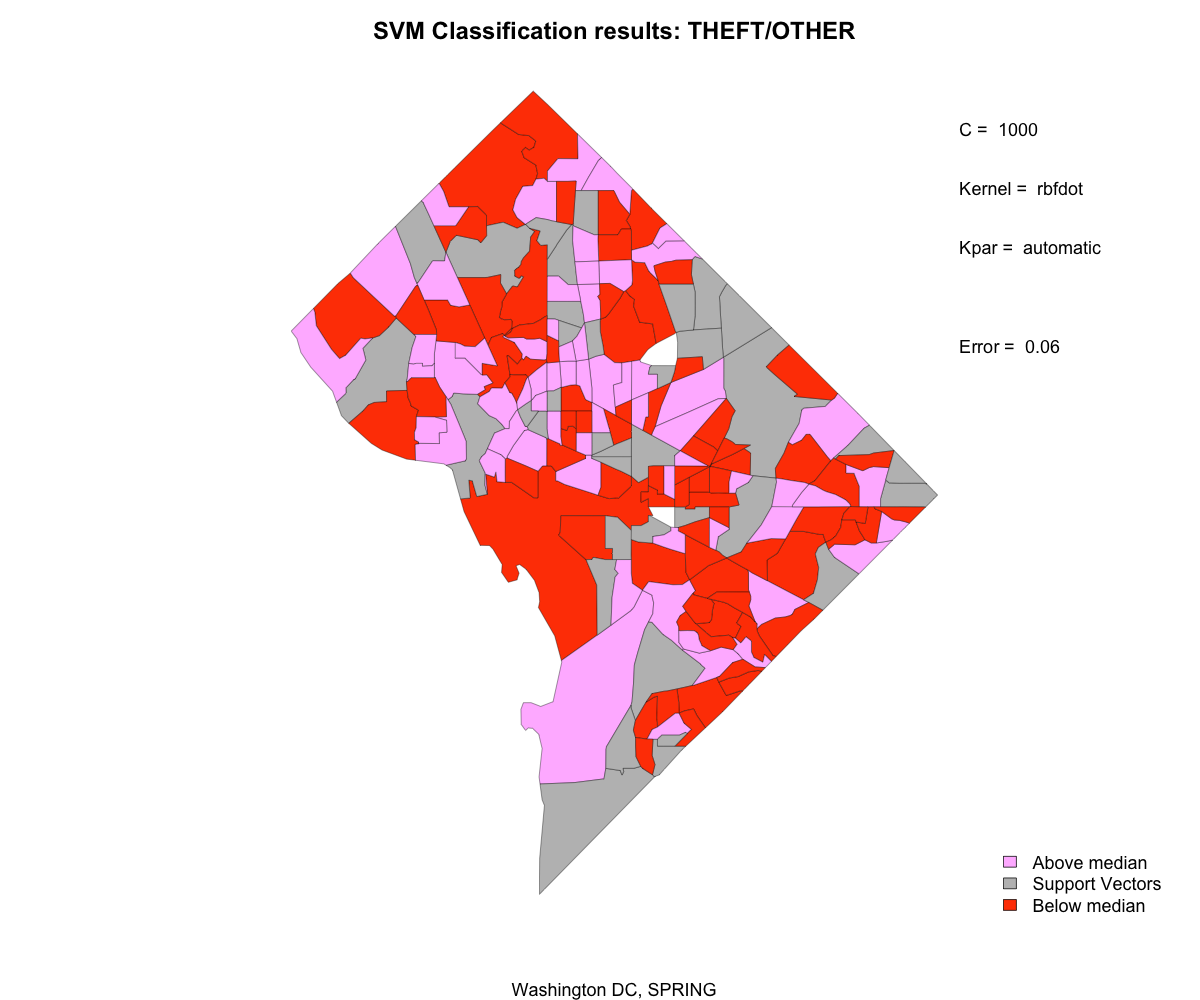 SVM Classification results: THEFT/OTHER
C =  1000
Kernel =  rbfdot
Kpar =  automatic
Error =  0.06
Above median
Support Vectors
Below median
Washington DC, SPRING